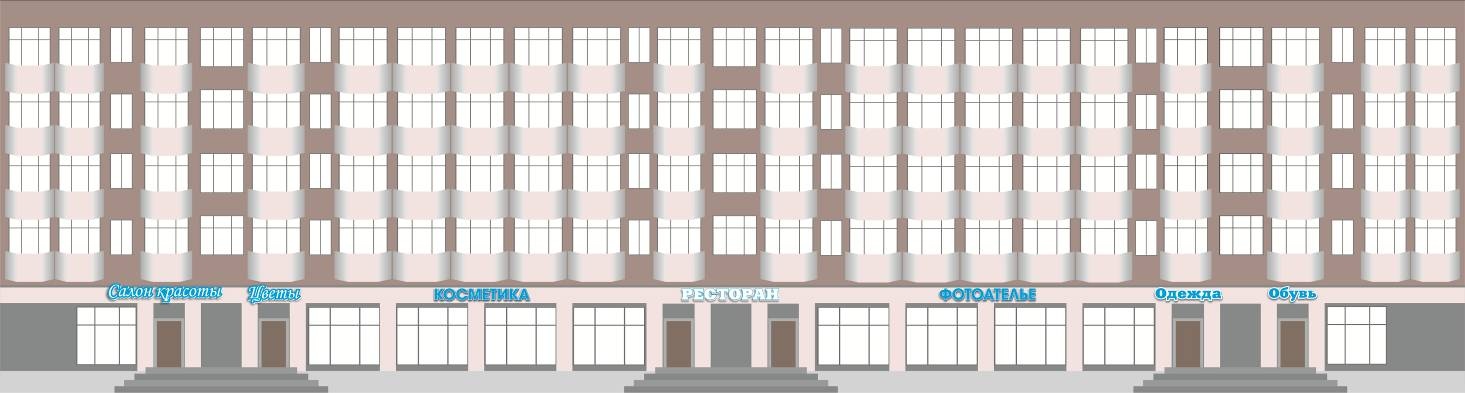 Салон красоты
Цветы
КОСМЕТИКА
РЕСТОРАН
ФОТОАТЕЛЬЕ
Одежда
Обувь